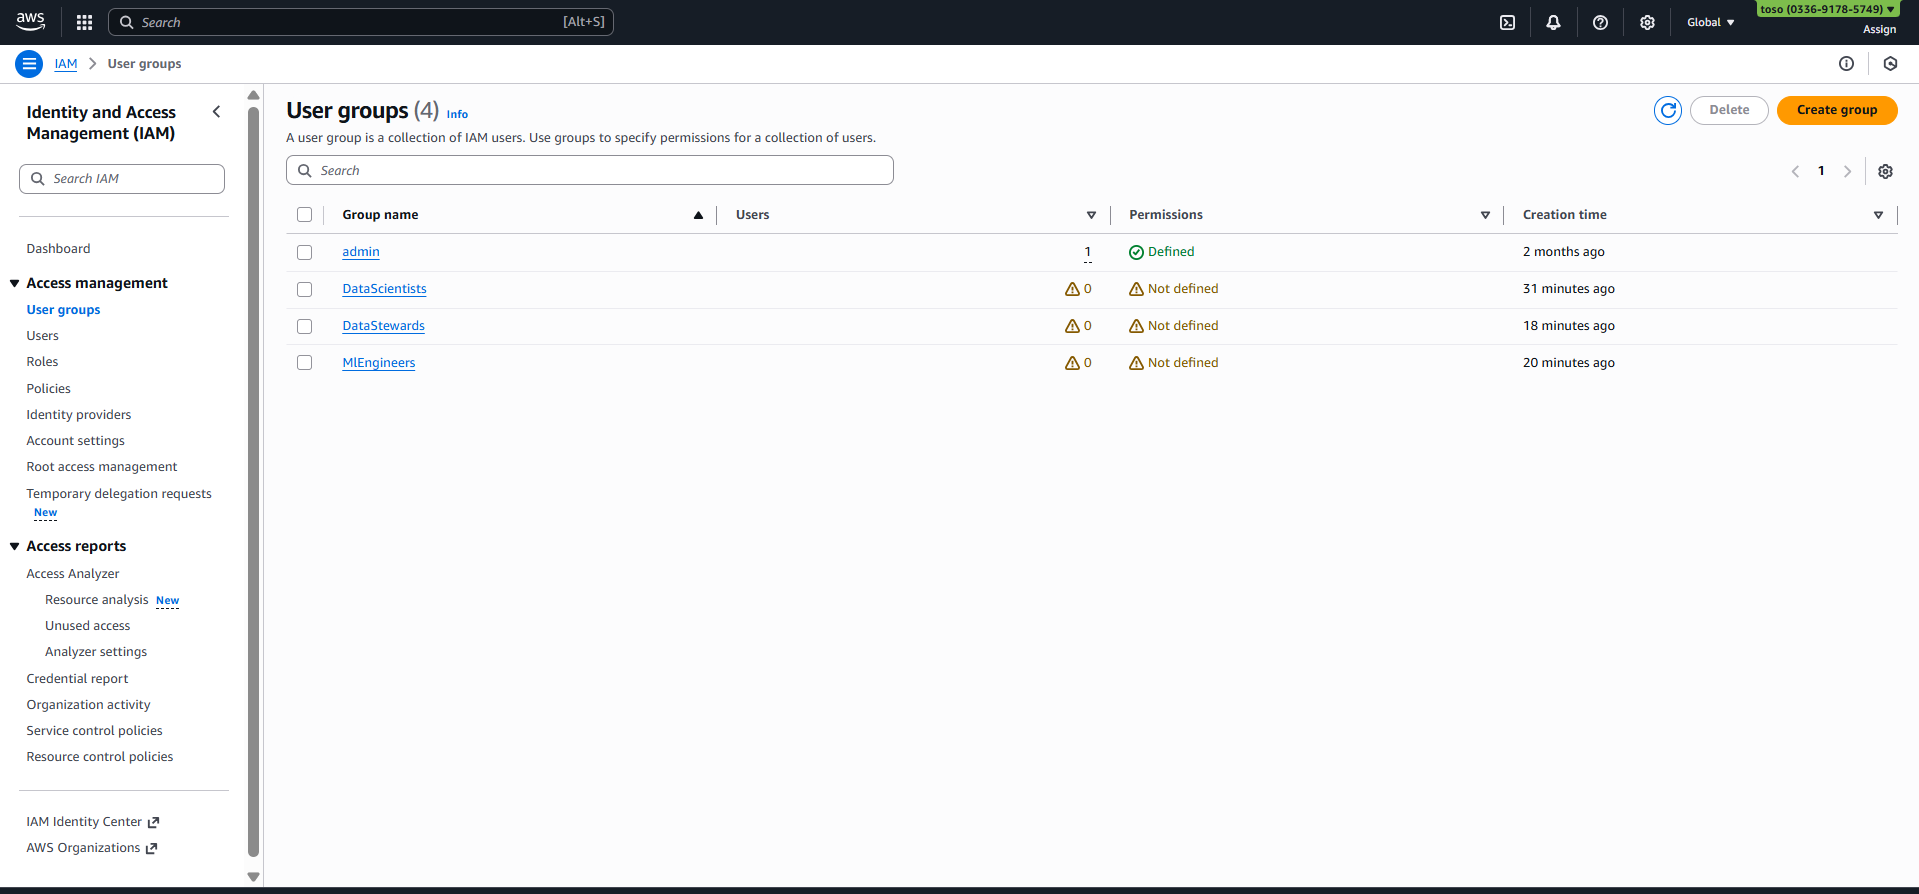 aws
Search
[Alt+S]
Global
toso (0336-9178-5749)
Assign
IAM
User groups
Identity and Access
Management (IAM)
Search IAM
Dashboard
Access management
User groups
Users
Roles
Policies
Identity providers
Account settings
Root access management
Temporary delegation requests
New
Access reports
Access Analyzer
Resource analysis New
Unused access
Analyzer settings
Credential report
Organization activity
Service control policies
Resource control policies
IAM Identity Center
AWS Organizations
User groups (4) Info
Delete
Create group
A user group is a collection of IAM users. Use groups to specify permissions for a collection of users.
Search
1
Group name Users Permissions Creation time
admin 1 Defined 2 months ago
DataScientists 0 Not defined 31 minutes ago
DataStewards 0 Not defined 18 minutes ago
MlEngineers 0 Not defined 20 minutes ago